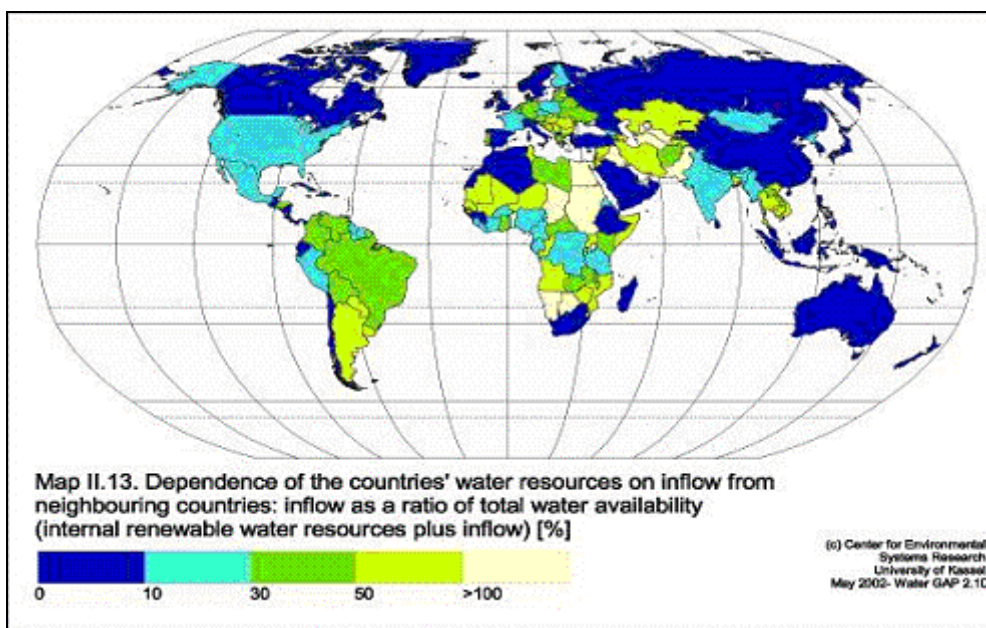 Map II.13. Dependence of the countries' water resources on inflow from
neighbouring countries: inflow as a ratio of total water availability
(internal renewable water resources plus inflow) [%]
0 10 30 50 >100
(c) Center for Environmental
Systems Research
University of Kassel
May 2002- Water GAP 2.1D